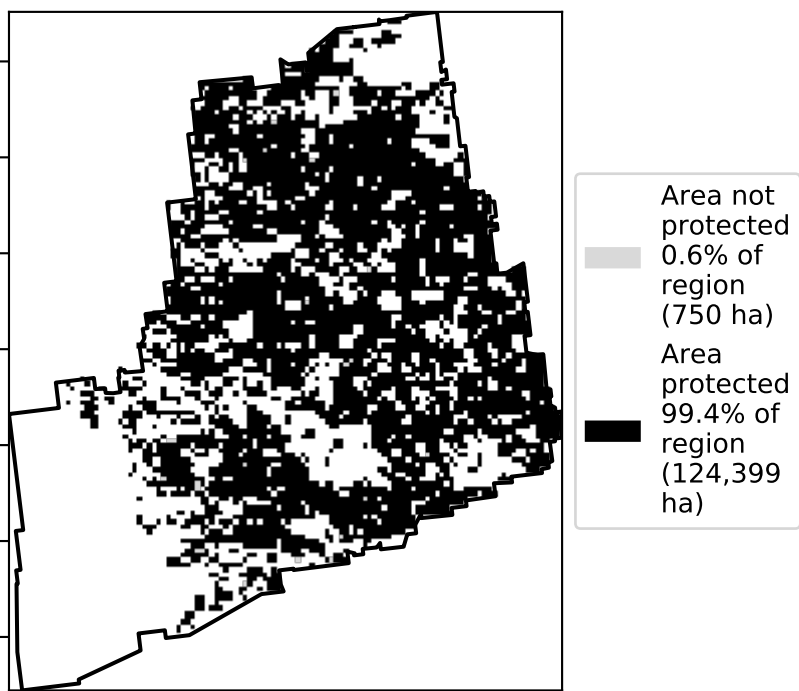 Area not
protected
0.6% of
region
(750 ha)
Area
protected
99.4% of
region
(124,399
ha)